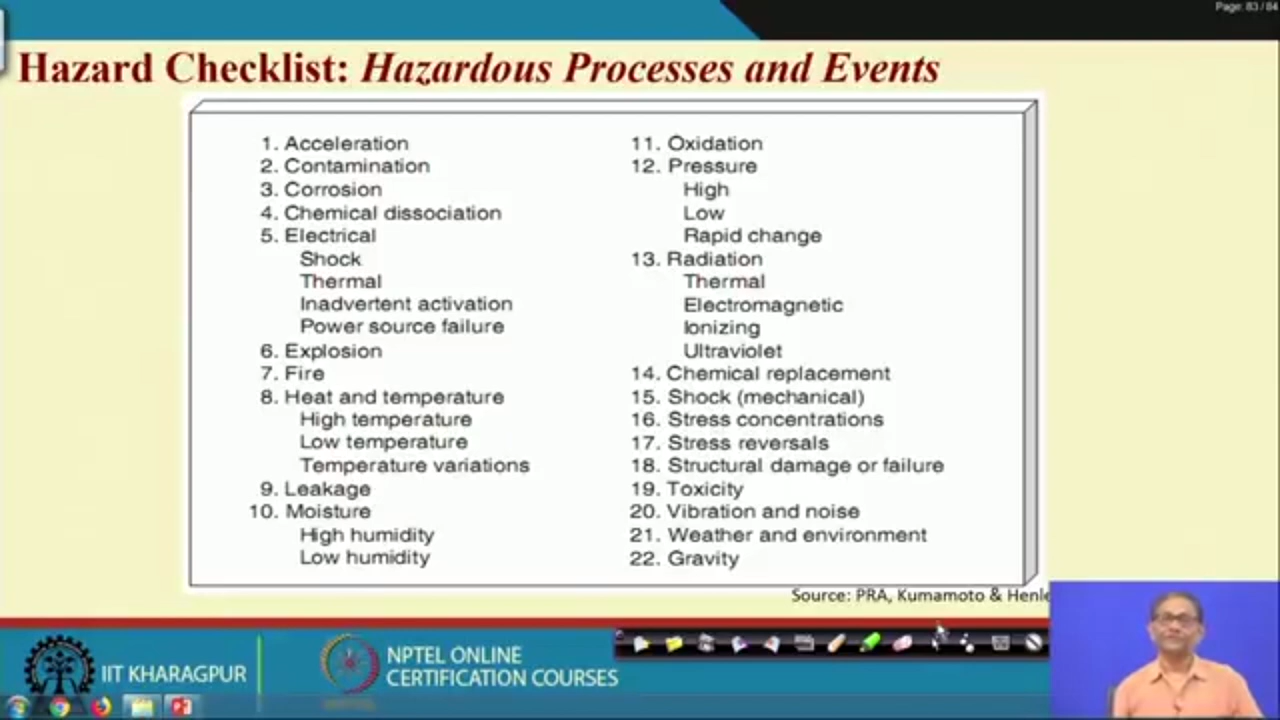 Page: 83 / 84
Hazard Checklist: Hazardous Processes and Events
1. Acceleration
2. Contamination
3. Corrosion
4. Chemical dissociation
5. Electrical
Shock
Thermal
Inadvertent activation
Power source failure
6. Explosion
7. Fire
8. Heat and temperature
High temperature
Low temperature
Temperature variations
9. Leakage
10. Moisture
High humidity
Low humidity
11. Oxidation
12. Pressure
High
Low
Rapid change
13. Radiation
Thermal
Electromagnetic
Ionizing
Ultraviolet
14. Chemical replacement
15. Shock (mechanical)
16. Stress concentrations
17. Stress reversals
18. Structural damage or failure
19. Toxicity
20. Vibration and noise
21. Weather and environment
22. Gravity
Source: PRA, Kumamoto & Henle
IIT KHARAGPUR
NPTEL ONLINE
CERTIFICATION COURSES